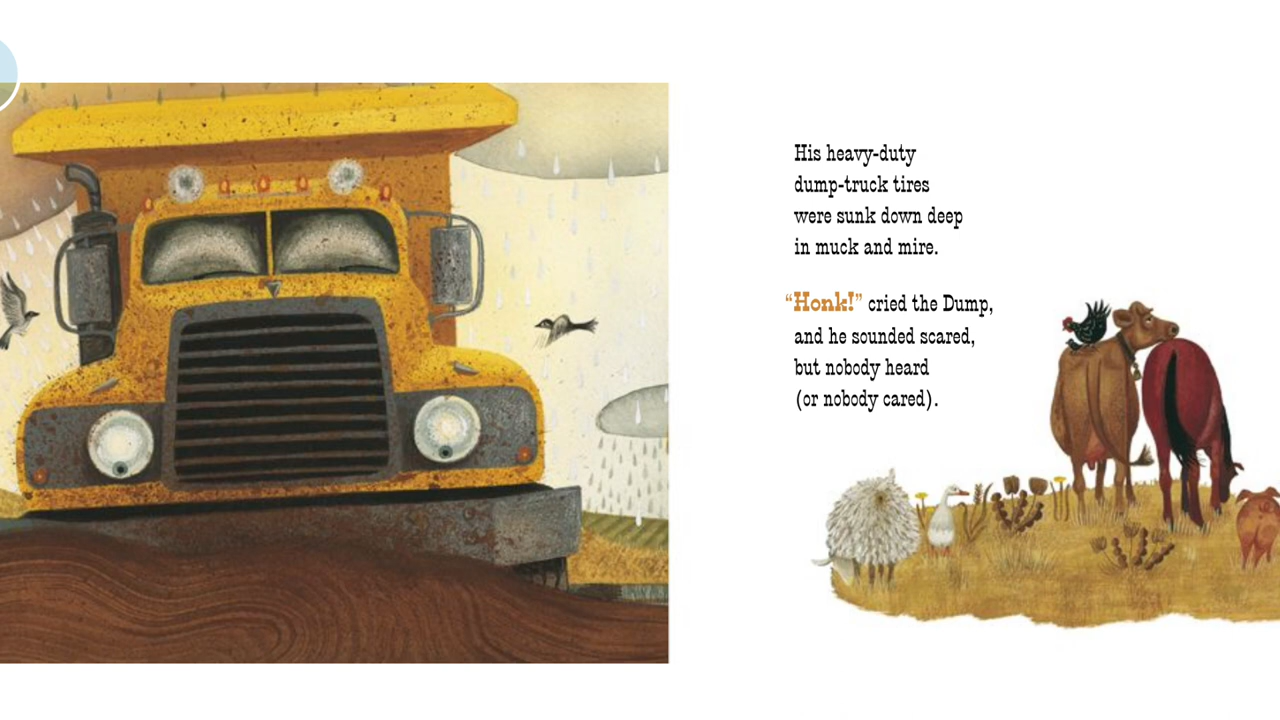 His heavy-duty
dump-truck tires
were sunk down deep
in muck and mire.
“Honk!” cried the Dump,
and he sounded scared,
but nobody heard
(or nobody cared).